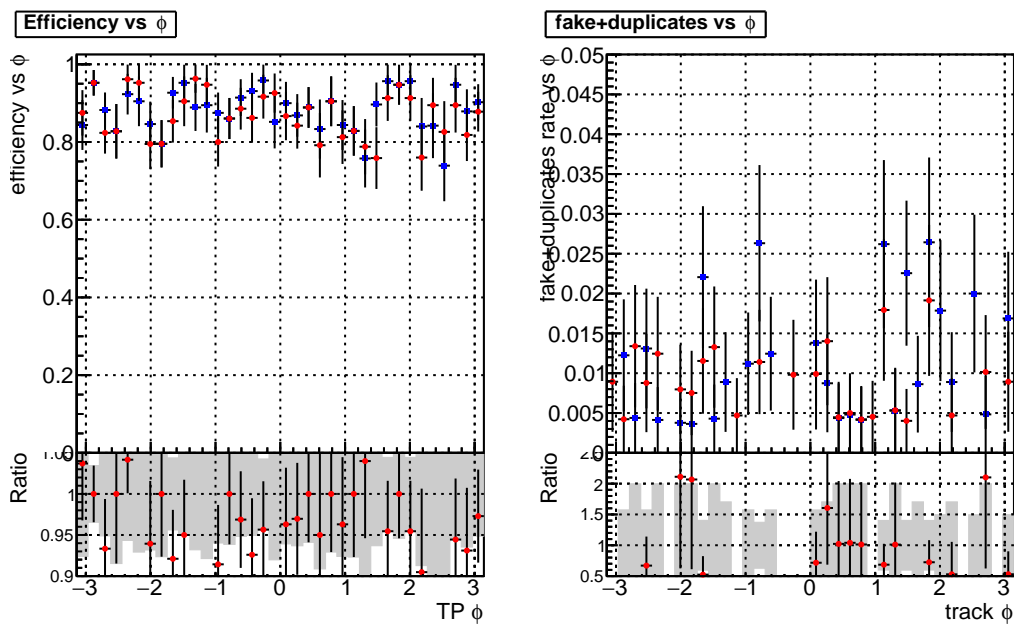 Efficiency vs ϕ
efficiency vs ϕ
1
0.8
0.6
0.4
0.2
0
Ratio
1
0.95
0.9
−3 −2 −1 0 1 2 3
TP ϕ
fake+duplicates vs ϕ
fake+duplicates rate vs ϕ
0.05
0.045
0.04
0.035
0.03
0.025
0.02
0.015
0.01
0.005
0
Ratio
2
1.5
1
0.5
−3 −2 −1 0 1 2 3
track ϕ